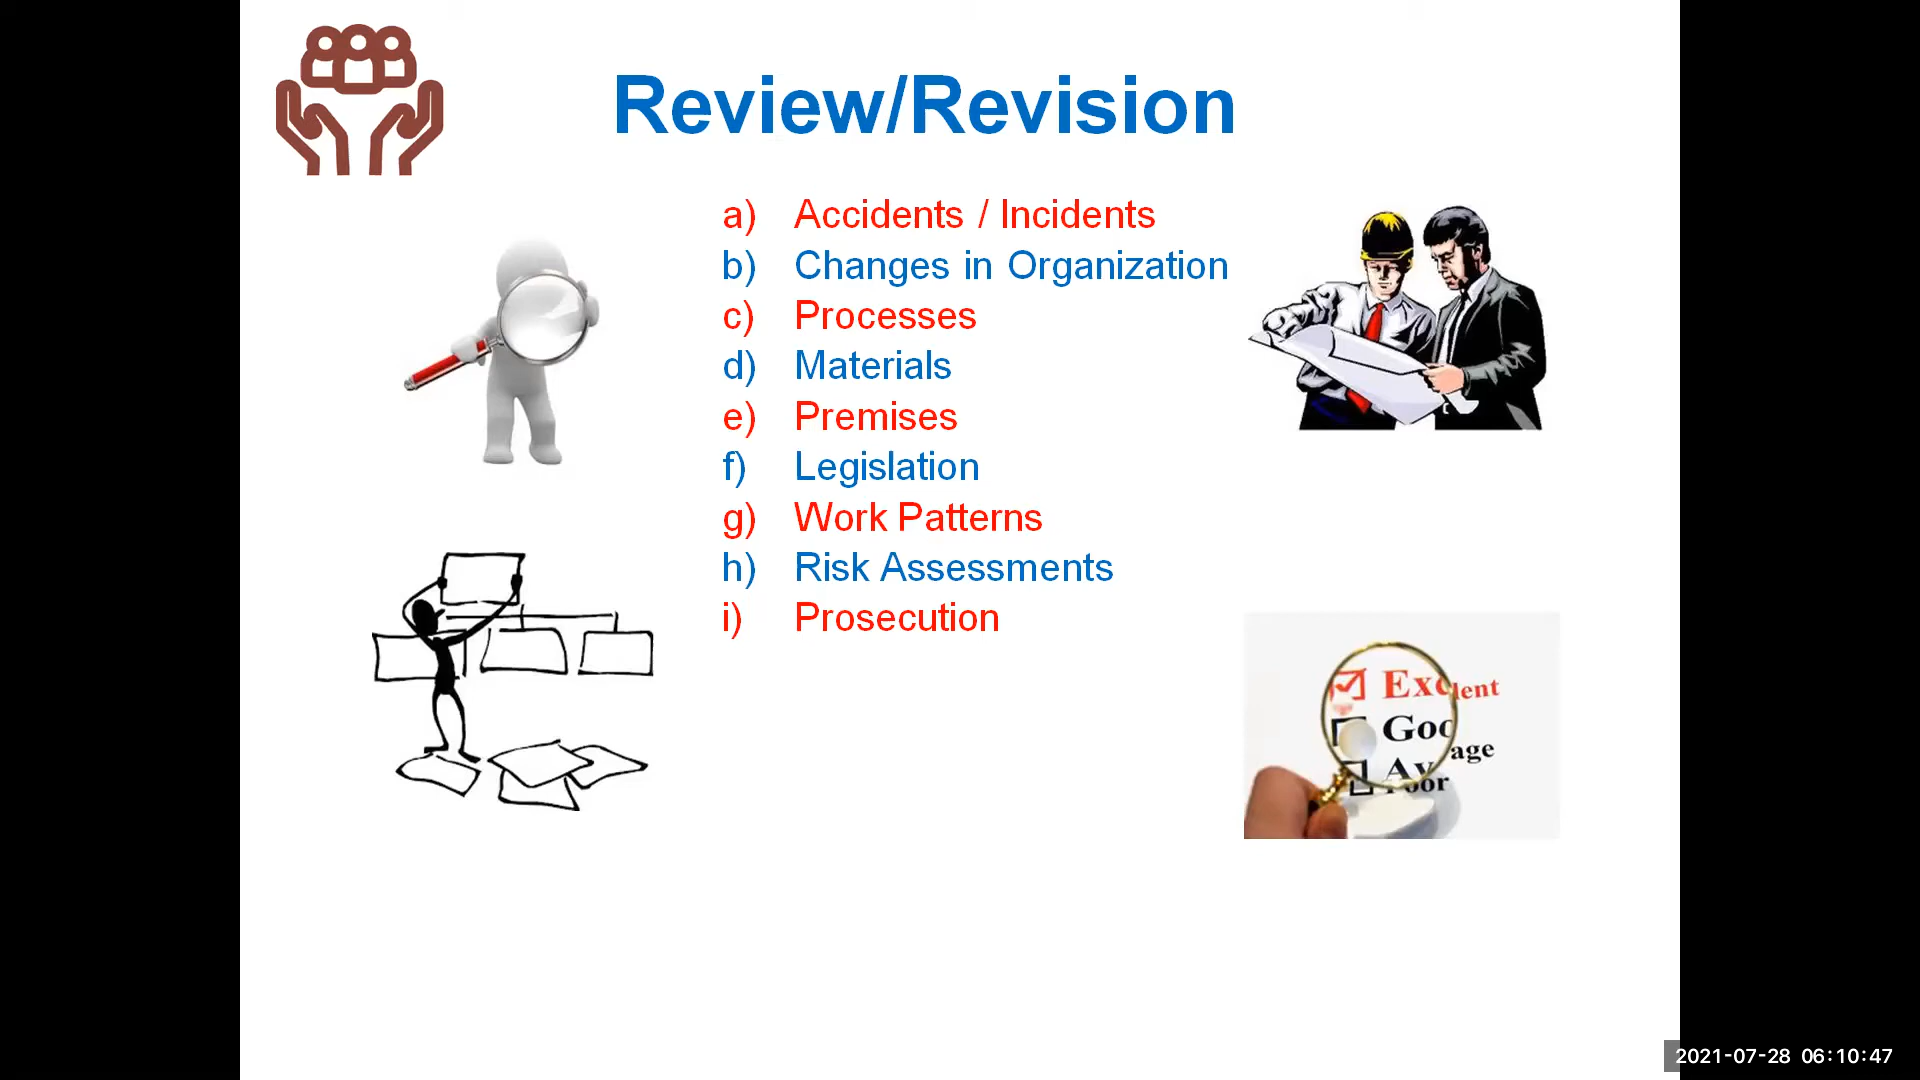 Review/Revision
a) Accidents / Incidents
b) Changes in Organization
c) Processes
d) Materials
e) Premises
f) Legislation
g) Work Patterns
h) Risk Assessments
i) Prosecution
2021-07-28 06:10:47